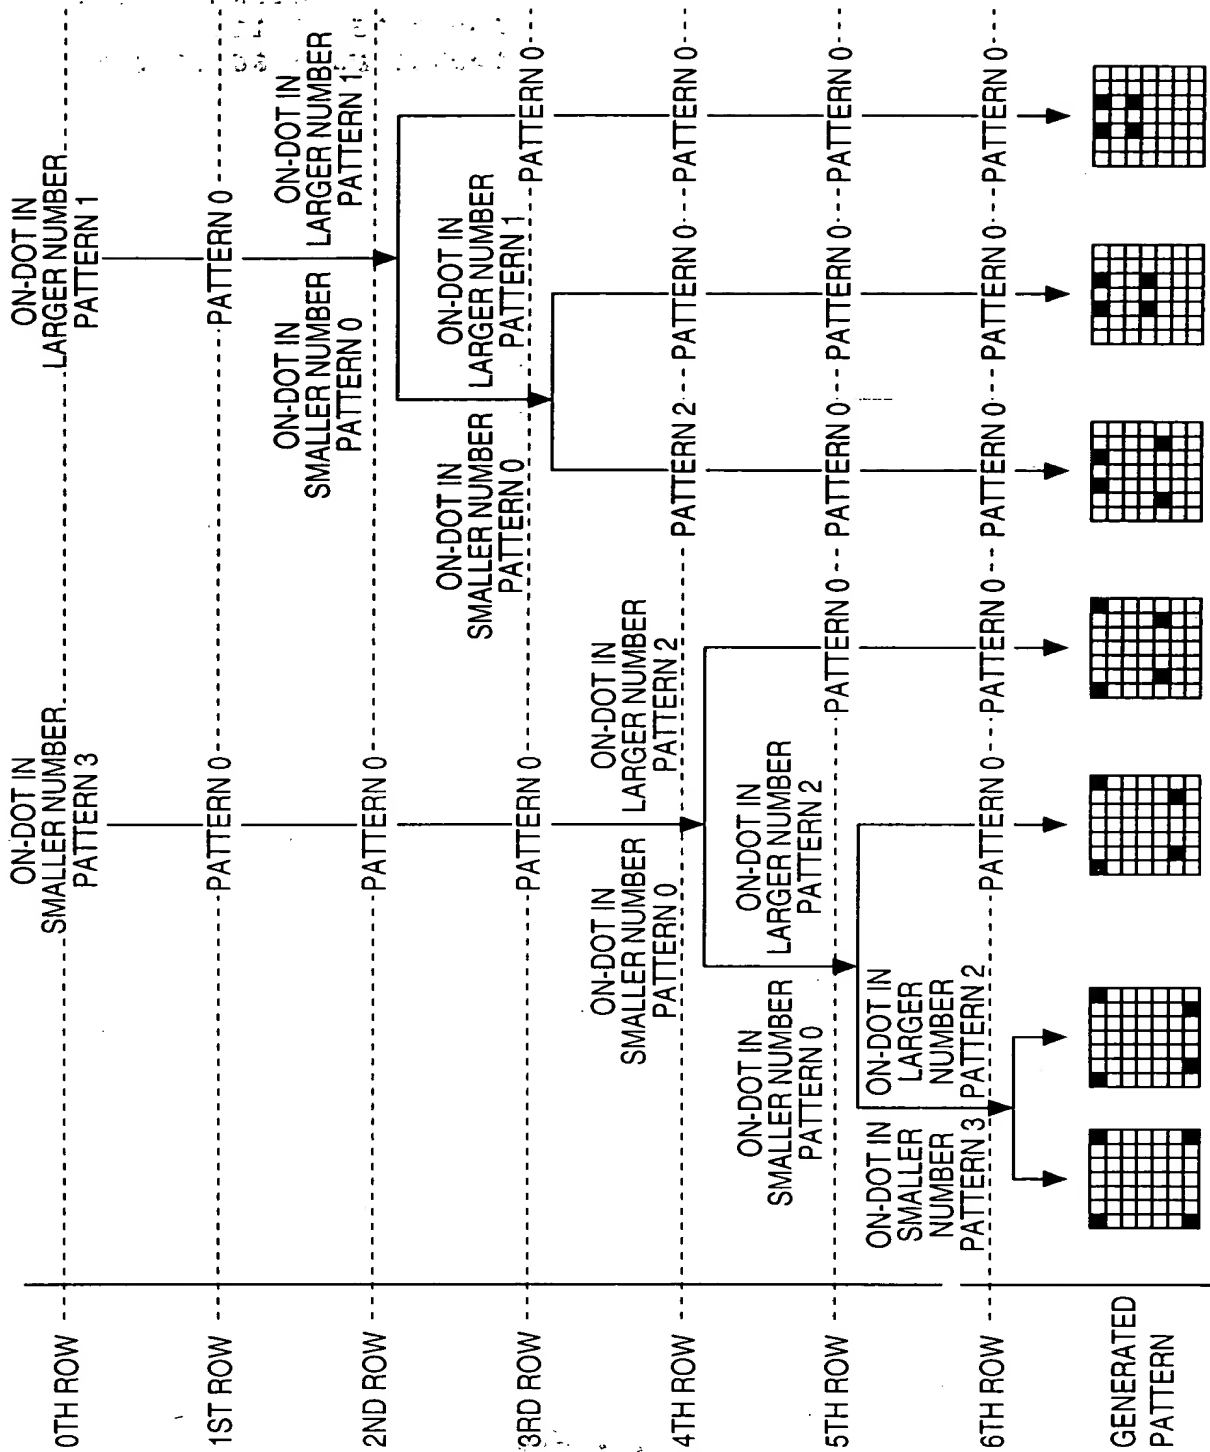 0TH ROW
ON-DOT IN
SMALLER NUMBER
PATTERN 3
ON-DOT IN
LARGER NUMBER
PATTERN 1
1ST ROW
PATTERN 0
PATTERN 0
2ND ROW
PATTERN 0
ON-DOT IN
SMALLER NUMBER
PATTERN 0
ON-DOT IN
LARGER NUMBER
PATTERN 1
3RD ROW
PATTERN 0
ON-DOT IN
SMALLER NUMBER
PATTERN 0
ON-DOT IN
LARGER NUMBER
PATTERN 1
PATTERN 0
4TH ROW
ON-DOT IN
SMALLER NUMBER
PATTERN 0
ON-DOT IN
LARGER NUMBER
PATTERN 2
PATTERN 2
PATTERN 0
PATTERN 0
5TH ROW
ON-DOT IN
SMALLER NUMBER
PATTERN 0
ON-DOT IN
LARGER NUMBER
PATTERN 2
PATTERN 0
PATTERN 0
PATTERN 0
PATTERN 0
6TH ROW
ON-DOT IN
SMALLER
NUMBER
PATTERN 3
ON-DOT IN
LARGER
NUMBER
PATTERN 2
PATTERN 0
PATTERN 0
PATTERN 0
PATTERN 0
PATTERN 0
GENERATED
PATTERN